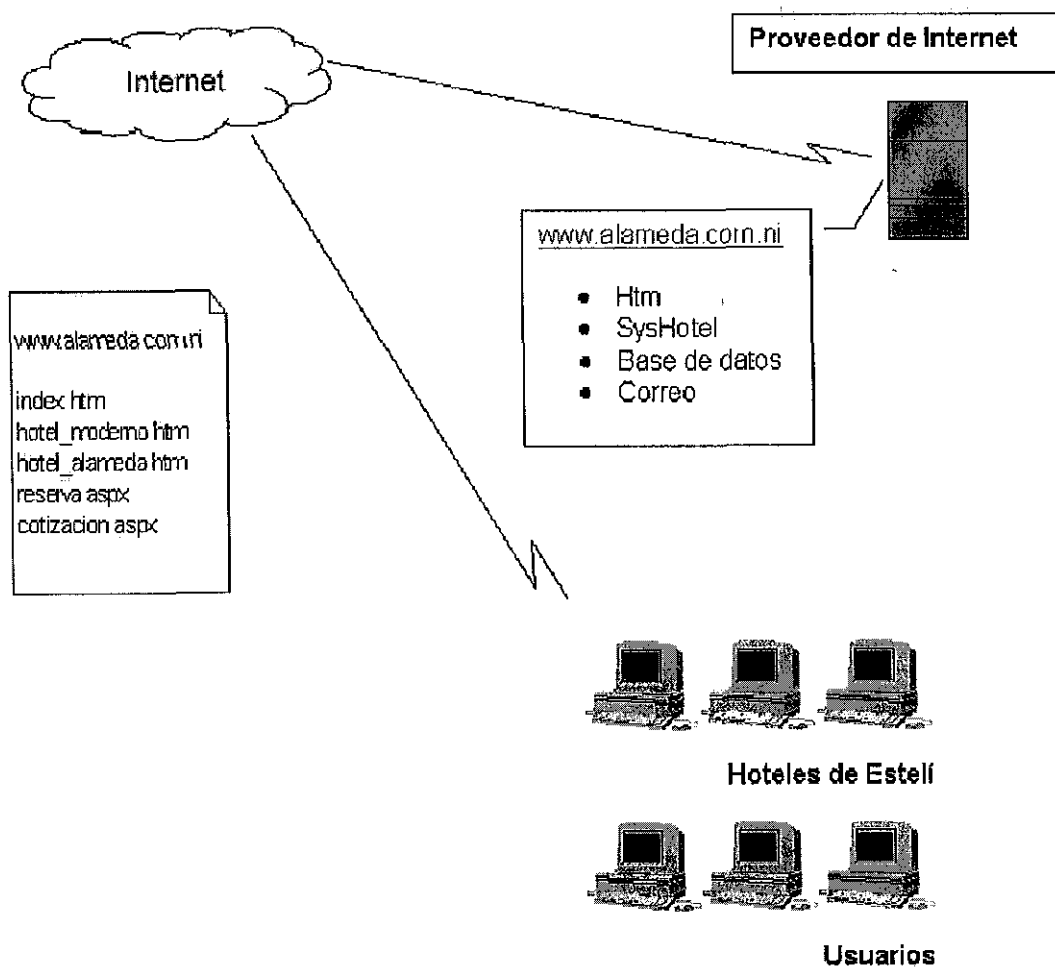 Internet
Proveedor de Internet
www.alameda.com.ni
• Htm
• SysHotel
• Base de datos
• Correo
www.alameda.com.ni
index htm
hotel_moderno htm
hotel_alameda htm
reserva aspx
cotizacion aspx
Hoteles de Estelí
Usuarios